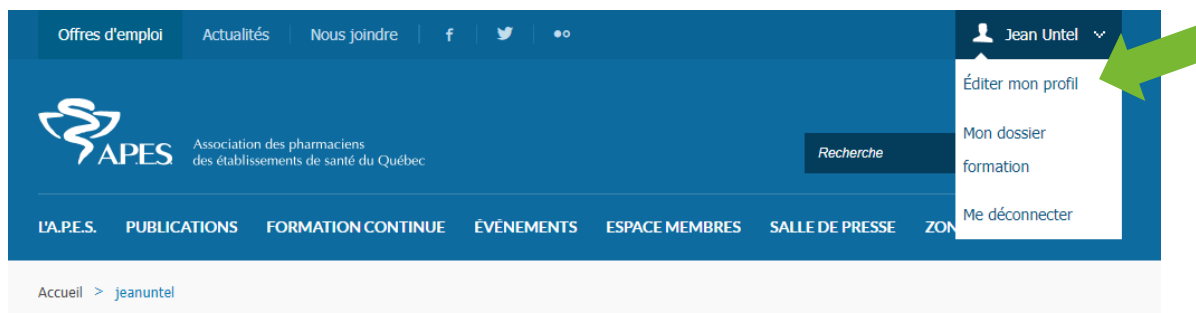 Offres d'emploi Actualités Nous joindre f Jean Untel
Éditer mon profil
Mon dossier
formation
Me déconnecter
A.P.E.S. Association des pharmaciens
des établissements de santé du Québec
Recherche
L'A.P.E.S. PUBLICATIONS FORMATION CONTINUE ÉVÉNEMENTS ESPACE MEMBRES SALLE DE PRESSE
Accueil > jeanuntel